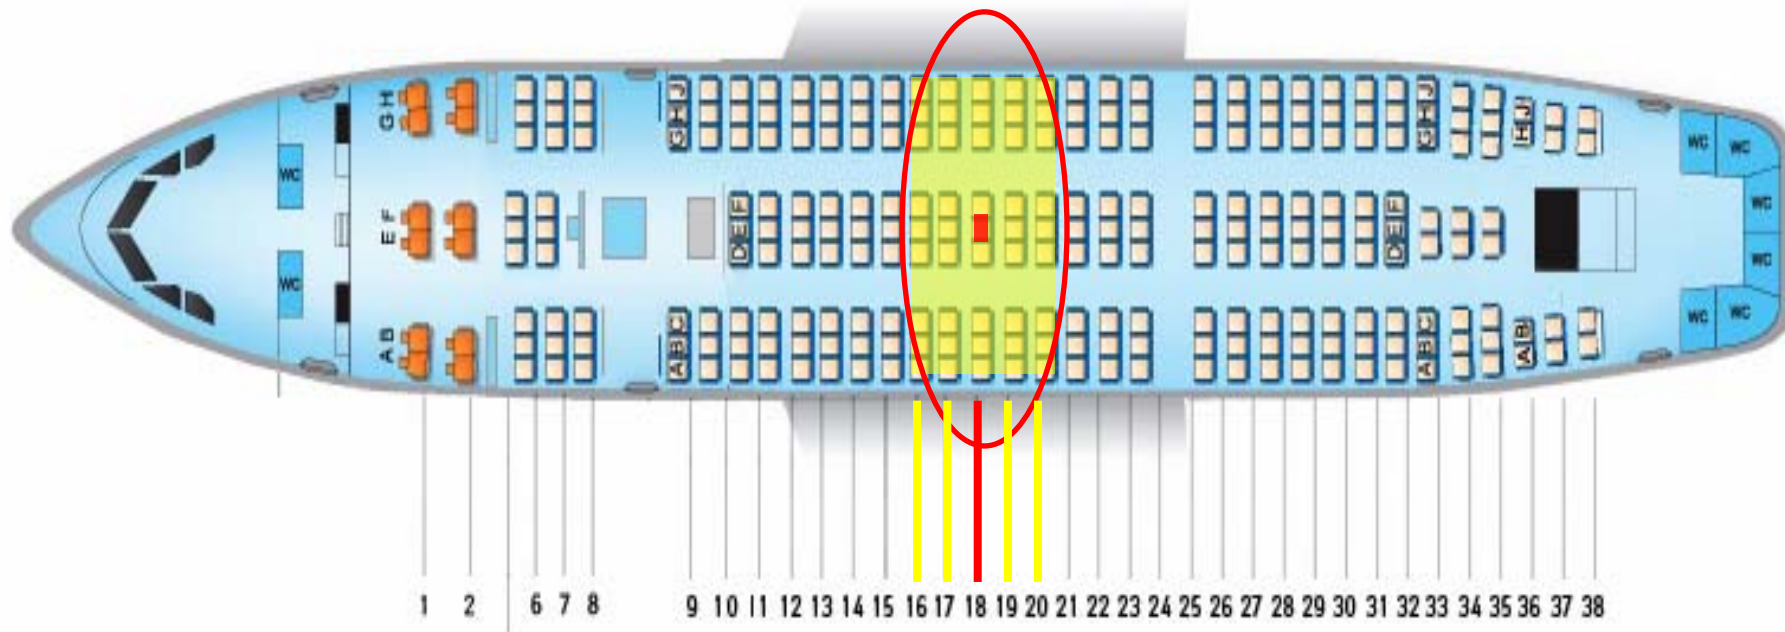 G H
G H J
G H J
H J
WC WC
WC
E F
D E F
D E F
WC
WC
WC
A B
A B C
A B C
A B
WC WC
1 2 6 7 8 9 10 11 12 13 14 15 16 17 18 19 20 21 22 23 24 25 26 27 28 29 30 31 32 33 34 35 36 37 38